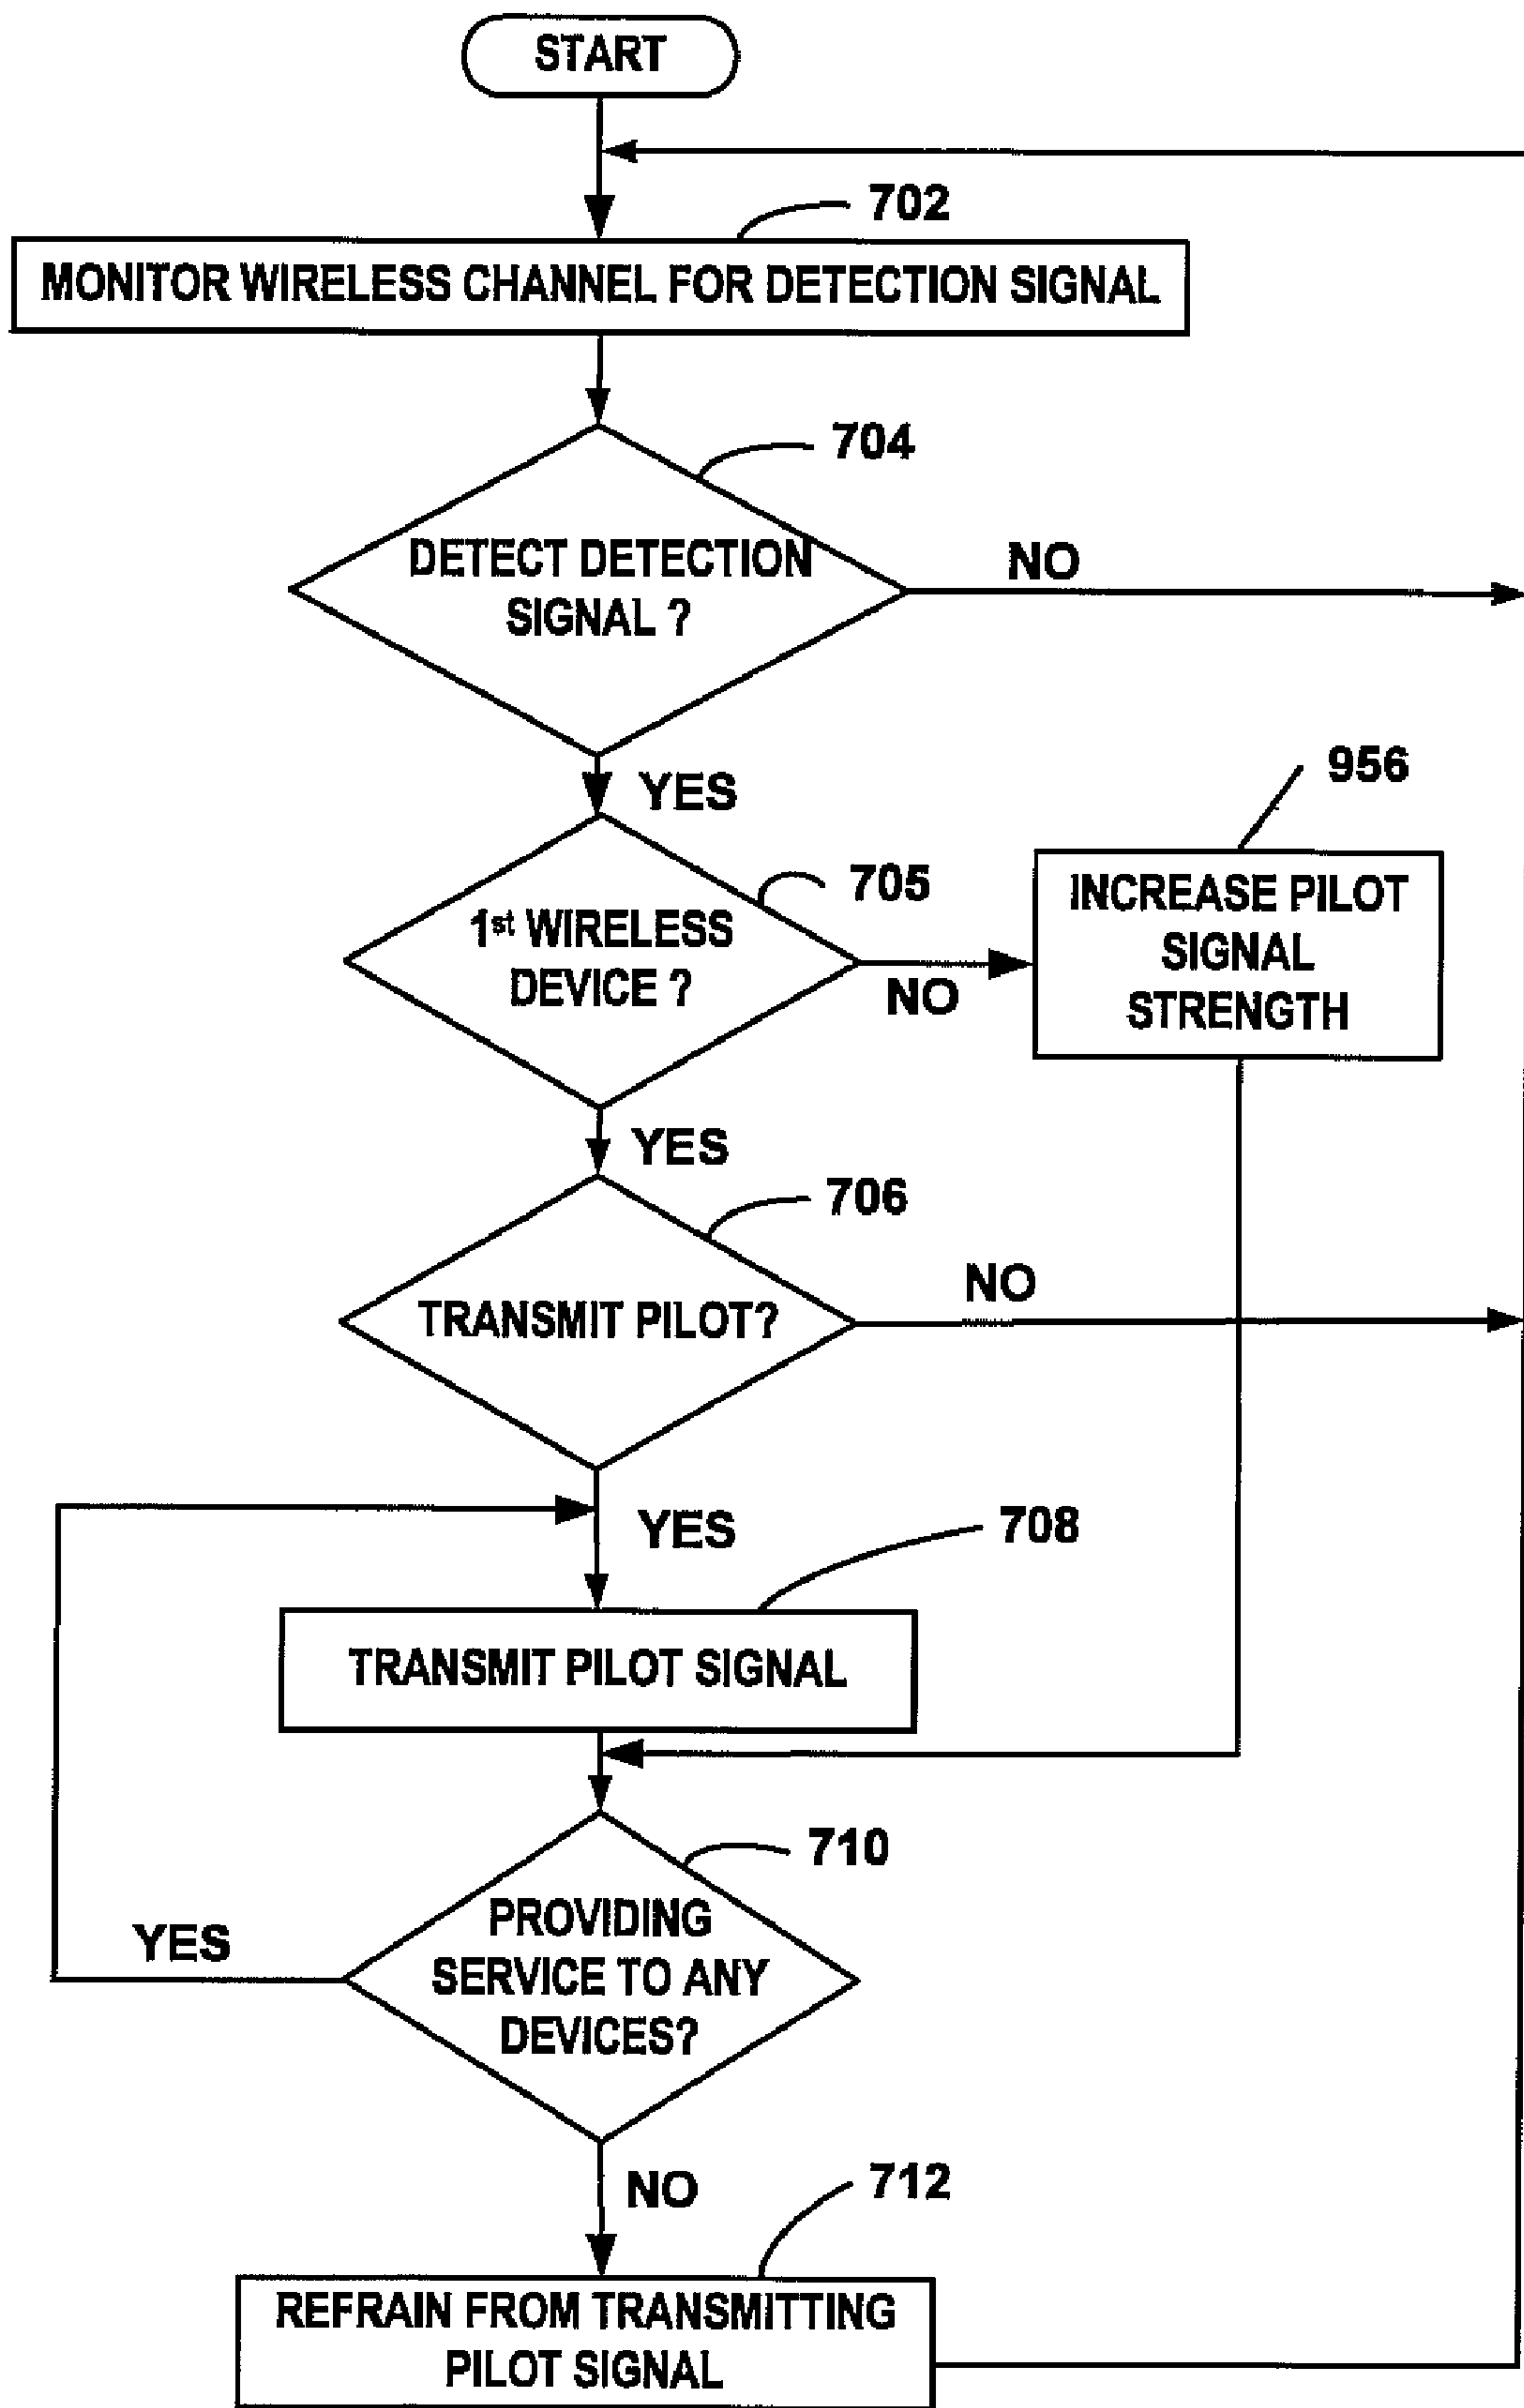 START
702
MONITOR WIRELESS CHANNEL FOR DETECTION SIGNAL
704
DETECT DETECTION
SIGNAL ?
NO
YES
956
705
1st WIRELESS
DEVICE ?
NO
INCREASE PILOT
SIGNAL
STRENGTH
YES
706
TRANSMIT PILOT?
NO
YES
708
TRANSMIT PILOT SIGNAL
710
PROVIDING
SERVICE TO ANY
DEVICES?
YES
NO
712
REFRAIN FROM TRANSMITTING
PILOT SIGNAL